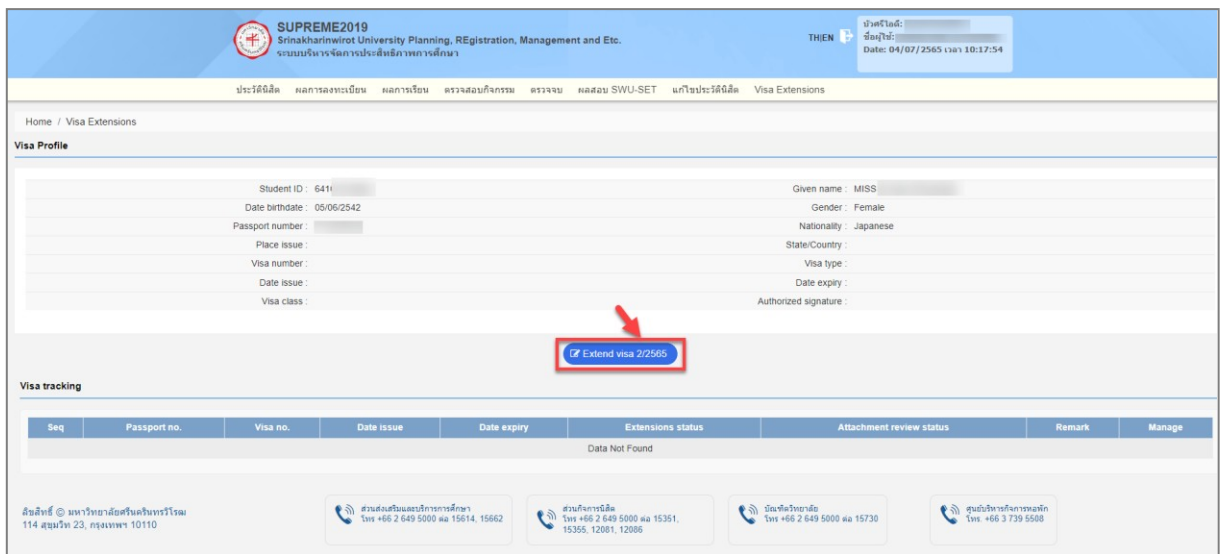 SUPREME2019
Srinakharinwirot University Planning, REgistration, Management and Etc.
ระบบบริหารจัดการประสิทธิภาพการศึกษา
TH|EN
บัวศรีไอดี:
ชื่อผู้ใช้:
Date: 04/07/2565 เวลา 10:17:54
ประวัตินิสิต ผลการลงทะเบียน ผลการเรียน ตรวจสอบกิจกรรม ตรวจจบ ผลสอบ SWU-SET แก้ไขประวัตินิสิต Visa Extensions
Home / Visa Extensions
Visa Profile
Student ID : 641 Given name : MISS
Date birthdate : 05/06/2542 Gender : Female
Passport number : Nationality : Japanese
Place issue : State/Country :
Visa number : Visa type :
Date issue : Date expiry :
Visa class : Authorized signature :
Extend visa 2/2565
Visa tracking
Seq Passport no. Visa no. Date issue Date expiry Extensions status Attachment review status Remark Manage
Data Not Found
ลิขสิทธิ์ © มหาวิทยาลัยศรีนครินทรวิโรฒ
114 สุขุมวิท 23, กรุงเทพฯ 10110
ส่วนส่งเสริมและบริการการศึกษา
โทร +66 2 649 5000 ต่อ 15614, 15662
ส่วนกิจการนิสิต
โทร +66 2 649 5000 ต่อ 15351,
15355, 12081, 12086
บัณฑิตวิทยาลัย
โทร +66 2 649 5000 ต่อ 15730
ศูนย์บริหารกิจการหอพัก
โทร. +66 3 739 5508